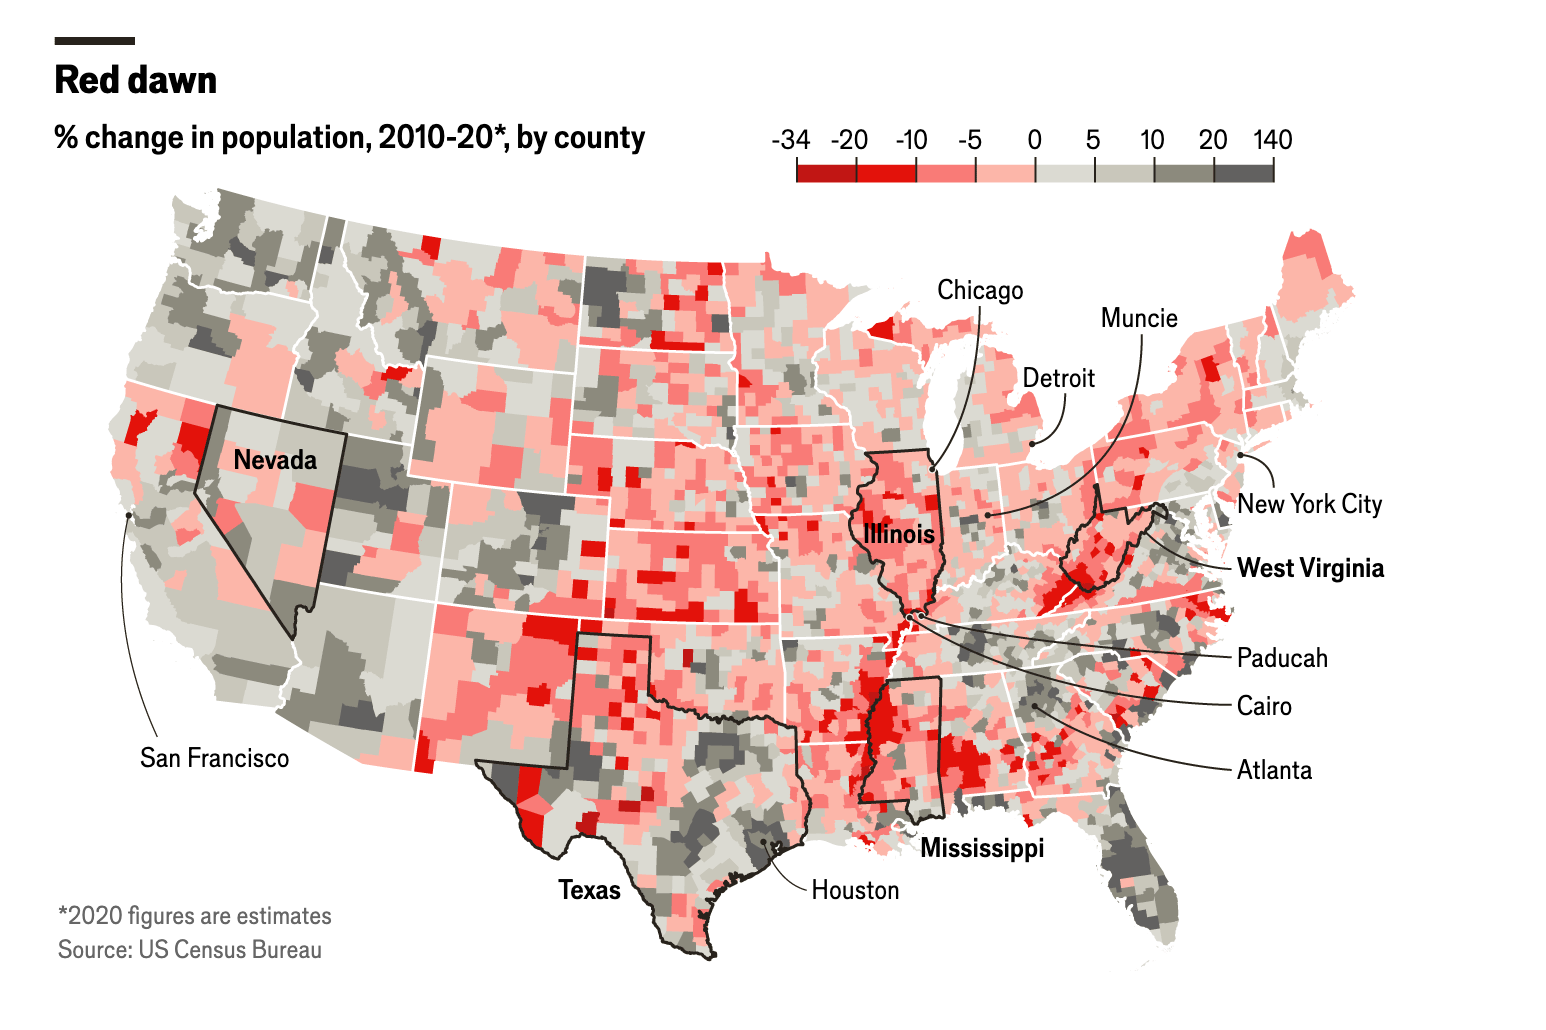 Red dawn
% change in population, 2010-20*, by county
-34 -20 -10 -5 0 5 10 20 140
Chicago
Muncie
Detroit
Nevada
New York City
Illinois
West Virginia
Paducah
Cairo
San Francisco
Atlanta
Mississippi
Texas
Houston
*2020 figures are estimates
Source: US Census Bureau